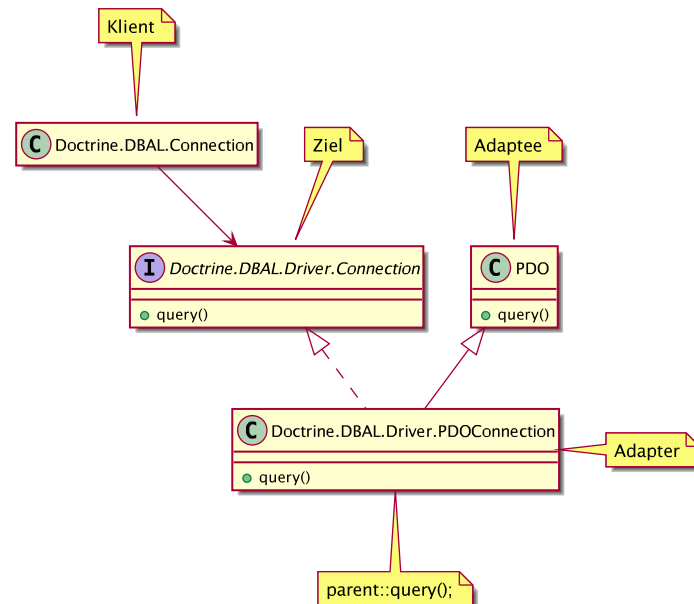 Klient
C Doctrine.DBAL.Connection
Ziel
Adaptee
I Doctrine.DBAL.Driver.Connection
query()
C PDO
query()
C Doctrine.DBAL.Driver.PDOConnection
query()
Adapter
parent::query();